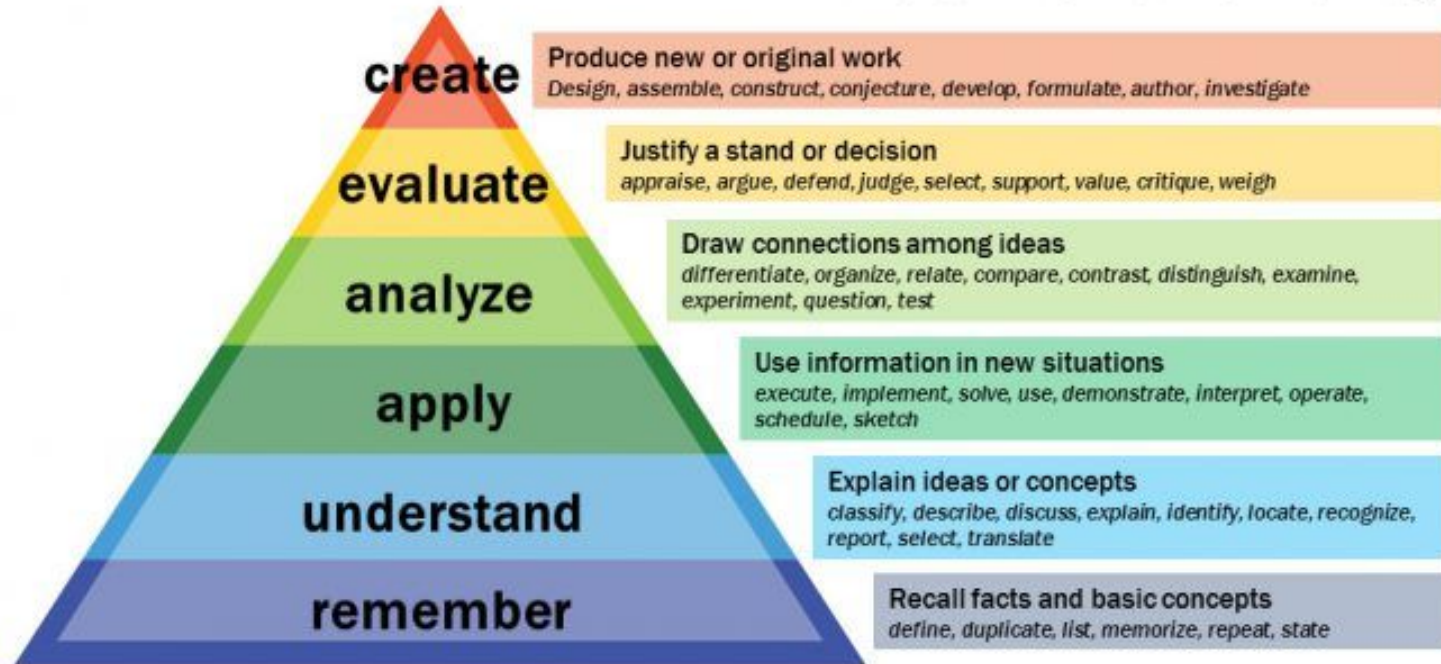 create
Produce new or original work
Design, assemble, construct, conjecture, develop, formulate, author, investigate
evaluate
Justify a stand or decision
appraise, argue, defend, judge, select, support, value, critique, weigh
analyze
Draw connections among ideas
differentiate, organize, relate, compare, contrast, distinguish, examine,
experiment, question, test
apply
Use information in new situations
execute, implement, solve, use, demonstrate, interpret, operate,
schedule, sketch
understand
Explain ideas or concepts
classify, describe, discuss, explain, identify, locate, recognize,
report, select, translate
remember
Recall facts and basic concepts
define, duplicate, list, memorize, repeat, state